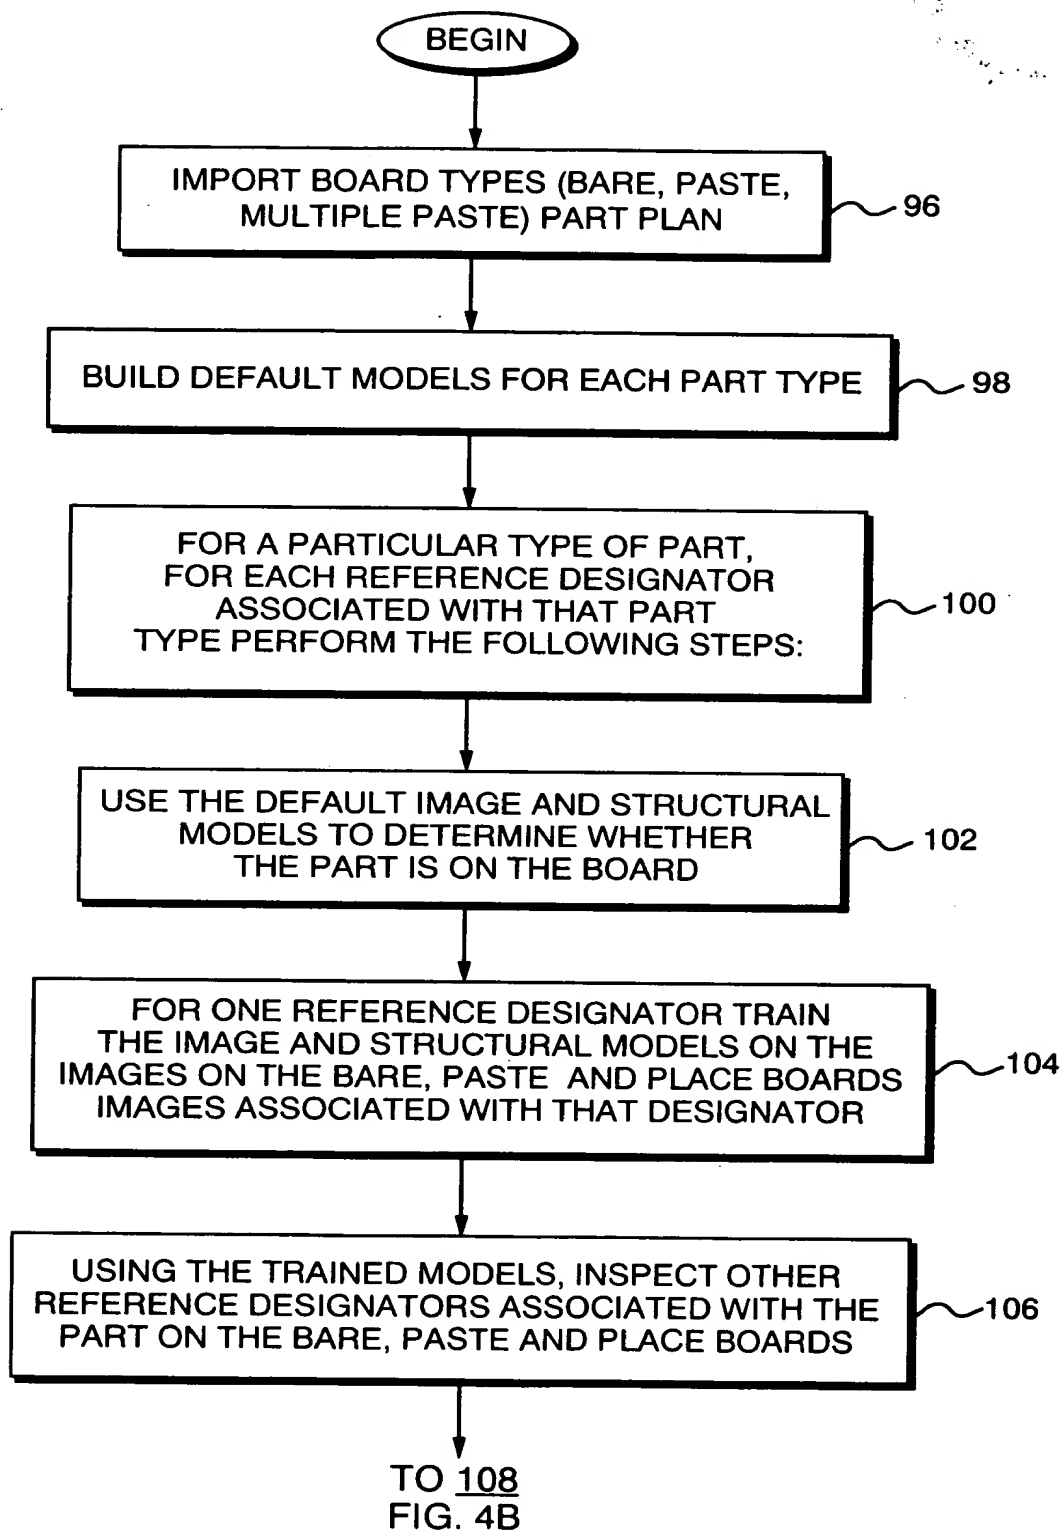 BEGIN
IMPORT BOARD TYPES (BARE, PASTE,
MULTIPLE PASTE) PART PLAN
96
BUILD DEFAULT MODELS FOR EACH PART TYPE
98
FOR A PARTICULAR TYPE OF PART,
FOR EACH REFERENCE DESIGNATOR
ASSOCIATED WITH THAT PART
TYPE PERFORM THE FOLLOWING STEPS:
100
USE THE DEFAULT IMAGE AND STRUCTURAL
MODELS TO DETERMINE WHETHER
THE PART IS ON THE BOARD
102
FOR ONE REFERENCE DESIGNATOR TRAIN
THE IMAGE AND STRUCTURAL MODELS ON THE
IMAGES ON THE BARE, PASTE AND PLACE BOARDS
IMAGES ASSOCIATED WITH THAT DESIGNATOR
104
USING THE TRAINED MODELS, INSPECT OTHER
REFERENCE DESIGNATORS ASSOCIATED WITH THE
PART ON THE BARE, PASTE AND PLACE BOARDS
106
TO 108
FIG. 4B